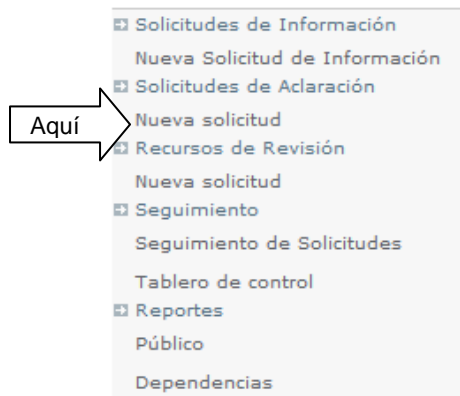 Solicitudes de Información
Nueva Solicitud de Información
Solicitudes de Aclaración
Aquí
Nueva solicitud
Recursos de Revisión
Nueva solicitud
Seguimiento
Seguimiento de Solicitudes
Tablero de control
Reportes
Público
Dependencias